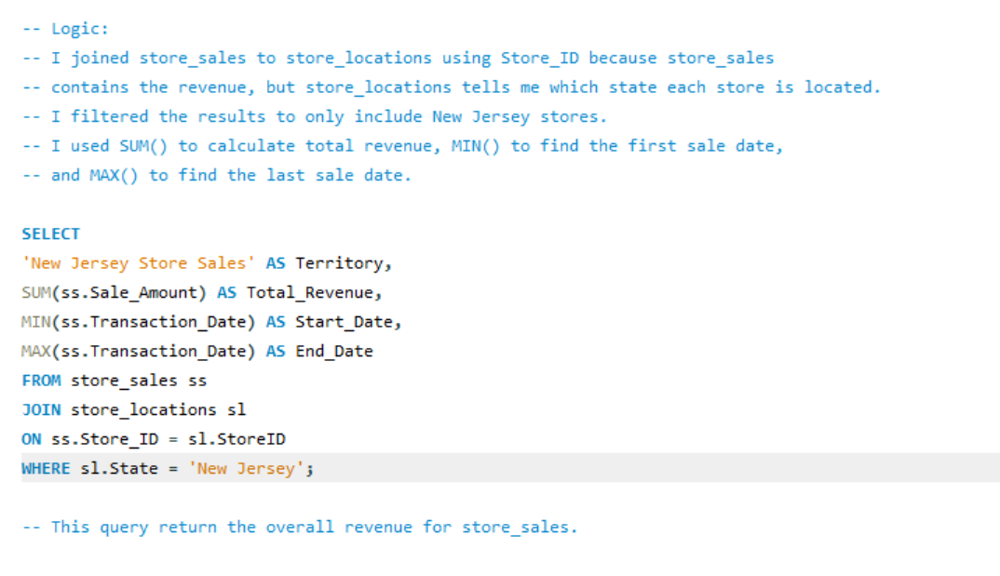 -- Logic:
-- I joined store_sales to store_locations using Store_ID because store_sales
-- contains the revenue, but store_locations tells me which state each store is located.
-- I filtered the results to only include New Jersey stores.
-- I used SUM() to calculate total revenue, MIN() to find the first sale date,
-- and MAX() to find the last sale date.
SELECT
'New Jersey Store Sales' AS Territory,
SUM(ss.Sale_Amount) AS Total_Revenue,
MIN(ss.Transaction_Date) AS Start_Date,
MAX(ss.Transaction_Date) AS End_Date
FROM store_sales ss
JOIN store_locations sl
ON ss.Store_ID = sl.StoreID
WHERE sl.State = 'New Jersey';
-- This query return the overall revenue for store_sales.